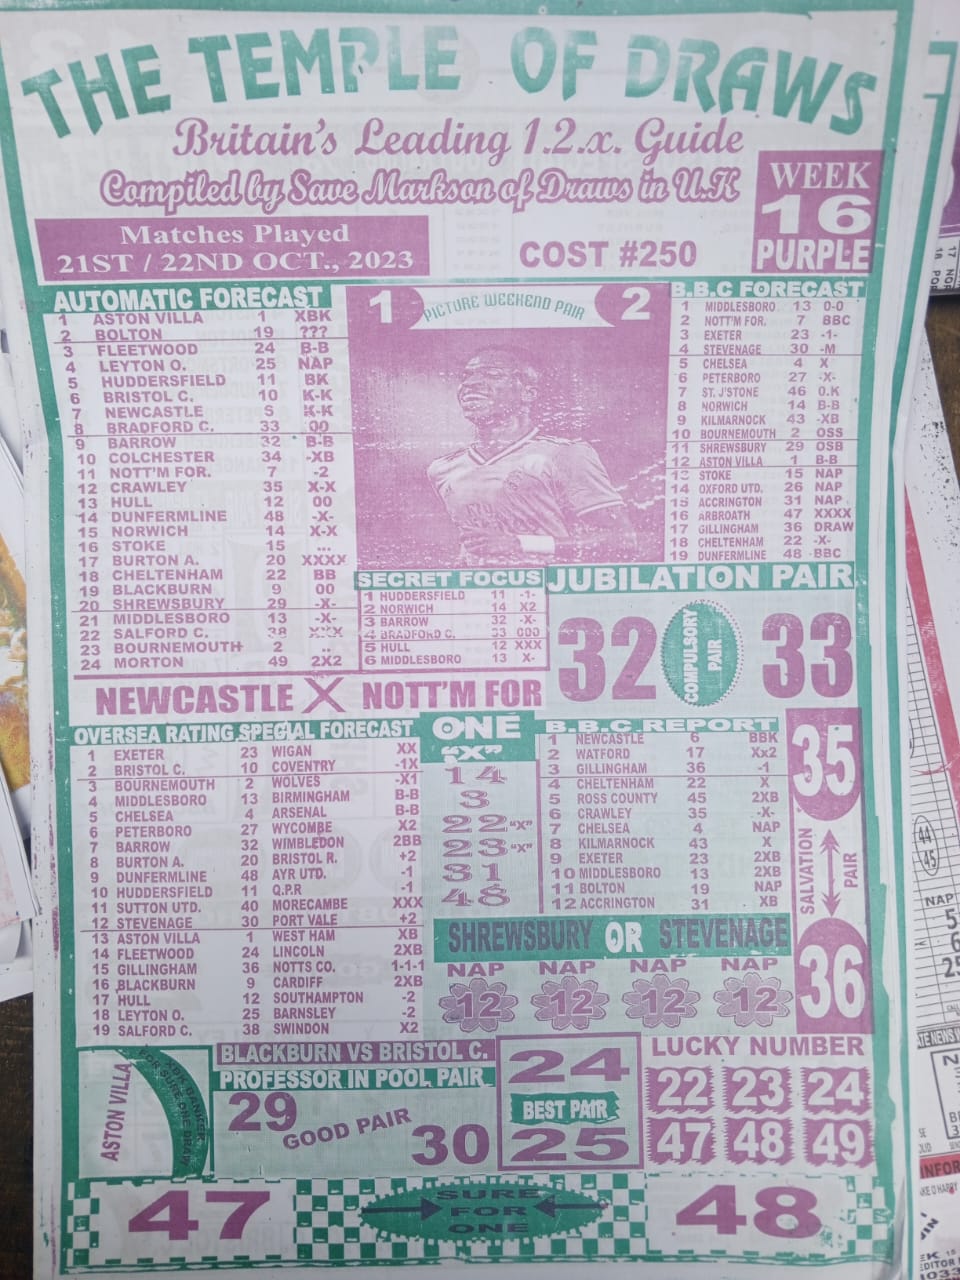 THE TEMPLE OF DRAWS
Britain's Leading 1.2.x. Guide
Compiled by Save Markson of Draws in U.K
WEEK
16
PURPLE
Matches Played
21ST / 22ND OCT., 2023
COST #250
AUTOMATIC FORECAST
1 ASTON VILLA 1 XBK
2 BOLTON 19 ???
3 FLEETWOOD 24 B-B
4 LEYTON O. 25 NAP
5 HUDDERSFIELD 11 BK
6 BRISTOL C. 10 K-K
7 NEWCASTLE 5 K-K
8 BRADFORD C. 33 00
9 BARROW 32 B-B
10 COLCHESTER 34 -XB
11 NOTT'M FOR. 7 -2
12 CRAWLEY 35 X-X
13 HULL 12 00
14 DUNFERMLINE 48 -X-
15 NORWICH 14 X-X
16 STOKE 15 ...
17 BURTON A. 20 XXXX
18 CHELTENHAM 22 BB
19 BLACKBURN 9 00
20 SHREWSBURY 29 -X-
21 MIDDLESBORO 13 -X-
22 SALFORD C. 38 XXX
23 BOURNEMOUTH 2 ..
24 MORTON 49 2X2
1 PICTURE WEEKEND PAIR 2
B.B.C FORECAST
1 MIDDLESBORO 13 0-0
2 NOTT'M FOR. 7 BBC
3 EXETER 23 -1-
4 STEVENAGE 30 -M
5 CHELSEA 4 X
6 PETERBORO 27 -X-
7 ST. J'STONE 46 0.K
8 NORWICH 14 B-B
9 KILMARNOCK 43 -XB
10 BOURNEMOUTH 2 OSS
11 SHREWSBURY 29 OSB
12 ASTON VILLA 1 B-B
13 STOKE 15 NAP
14 OXFORD UTD. 26 NAP
15 ACCRINGTON 31 NAP
16 ARBROATH 47 XXXX
17 GILLINGHAM 36 DRAW
18 CHELTENHAM 22 -X-
19 DUNFERMLINE 48 -BBC
SECRET FOCUS
1 HUDDERSFIELD 11 -1-
2 NORWICH 14 X2
3 BARROW 32 -X-
4 BRADFORD C. 33 000
5 HULL 12 XXX
6 MIDDLESBORO 13 X-
JUBILATION PAIR
32 COMPULSORY PAIR 33
NEWCASTLE X NOTT'M FOR
OVERSEA RATING SPECIAL FORECAST
1 EXETER 23 WIGAN XX
2 BRISTOL C. 10 COVENTRY -1X
3 BOURNEMOUTH 2 WOLVES -X1
4 MIDDLESBORO 13 BIRMINGHAM B-B
5 CHELSEA 4 ARSENAL B-B
6 PETERBORO 27 WYCOMBE X2
7 BARROW 32 WIMBLEDON 2BB
8 BURTON A. 20 BRISTOL R. +2
9 DUNFERMLINE 48 AYR UTD. -1
10 HUDDERSFIELD 11 Q.P.R -1
11 SUTTON UTD. 40 MORECAMBE XXX
12 STEVENAGE 30 PORT VALE +2
13 ASTON VILLA 1 WEST HAM XB
14 FLEETWOOD 24 LINCOLN 2XB
15 GILLINGHAM 36 NOTTS CO. 1-1-1
16 BLACKBURN 9 CARDIFF 2XB
17 HULL 12 SOUTHAMPTON -2
18 LEYTON O. 25 BARNSLEY -2
19 SALFORD C. 38 SWINDON X2
ONE
"X"
14
3
22 "X"
23 "X"
31
48
B.B.C REPORT
1 NEWCASTLE 6 BBK
2 WATFORD 17 Xx2
3 GILLINGHAM 36 -1
4 CHELTENHAM 22 X
5 ROSS COUNTY 45 2XB
6 CRAWLEY 35 -X-
7 CHELSEA 4 NAP
8 KILMARNOCK 43 X
9 EXETER 23 2XB
10 MIDDLESBORO 13 2XB
11 BOLTON 19 NAP
12 ACCRINGTON 31 XB
35
SALVATION PAIR
36
SHREWSBURY OR STEVENAGE
NAP NAP NAP NAP
12 12 12 12
ASTON VILLA
BLACKBURN VS BRISTOL C.
PROFESSOR IN POOL PAIR
29 GOOD PAIR 30
24
BEST PAIR
25
LUCKY NUMBER
22 23 24
47 48 49
47
SURE
FOR
ONE
48
44
45
NAP